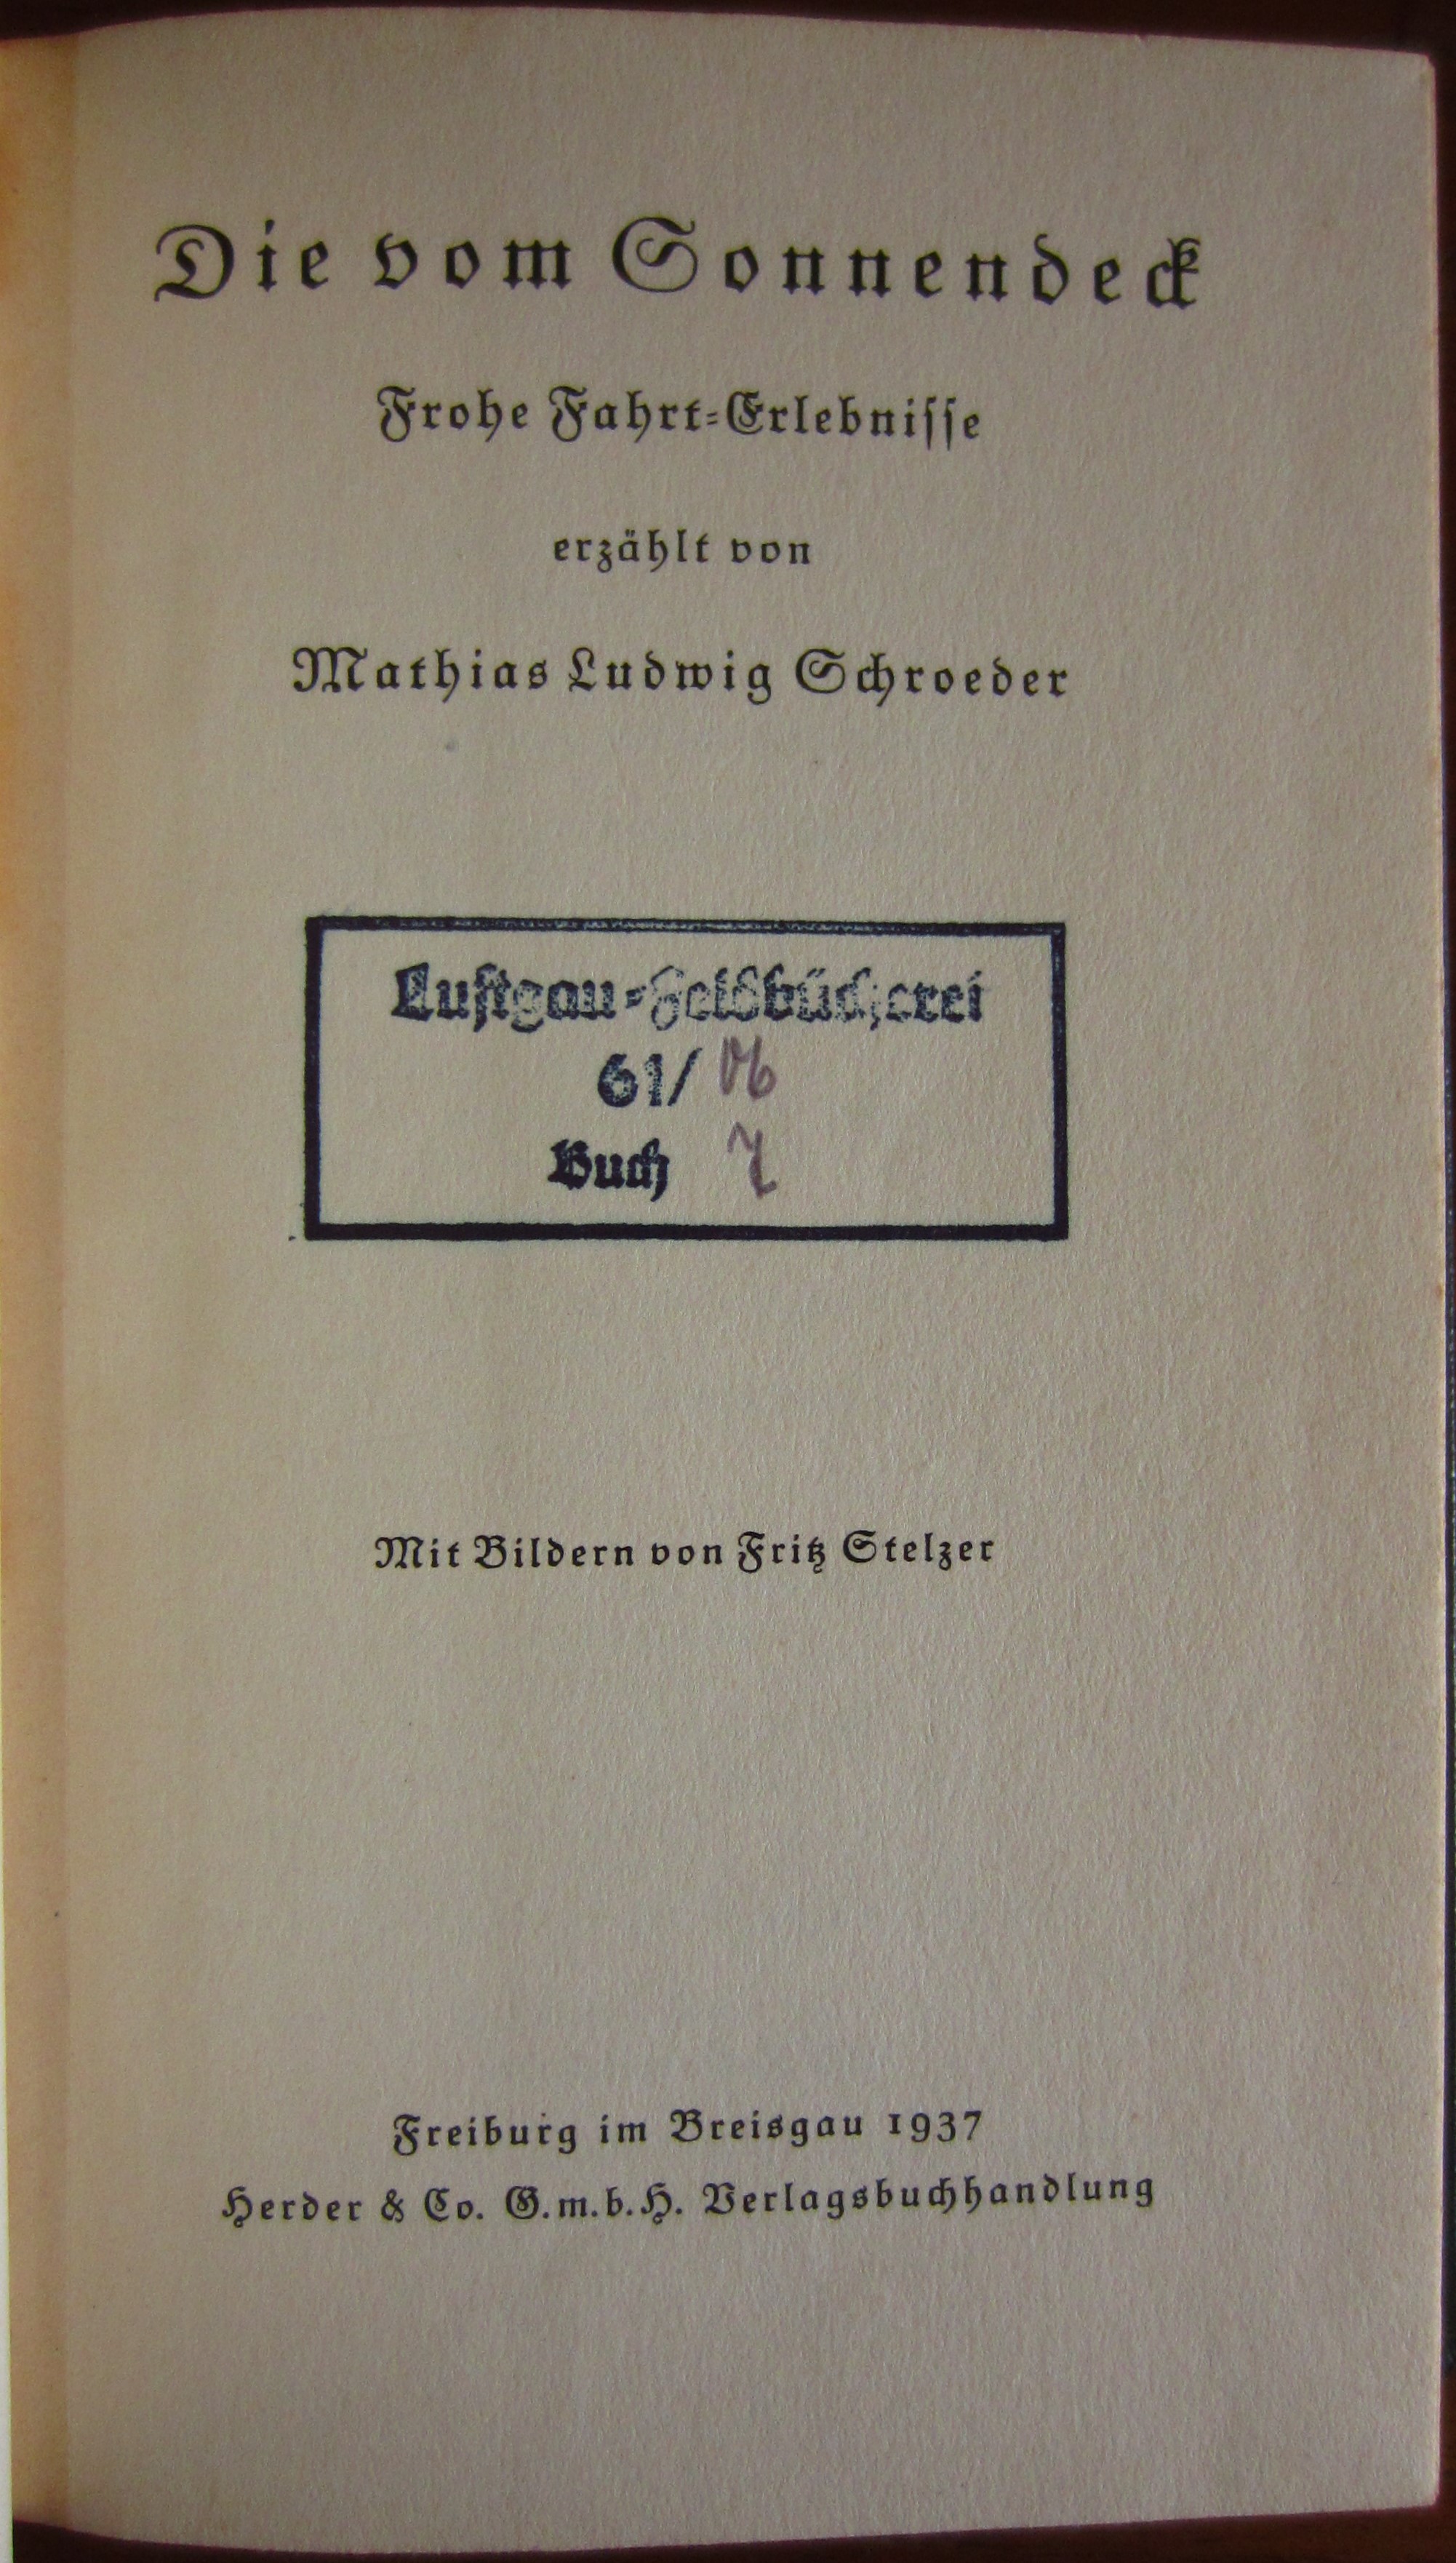 Die vom Sonnendeck
Frohe Fahrt-Erlebnisse
erzählt von
Mathias Ludwig Schroeder
Luftgau-Feldbücherei
61/06
Buch 7
Mit Bildern von Fritz Stelzer
Freiburg im Breisgau 1937
Herder & Co. G.m.b.H. Verlagsbuchhandlung